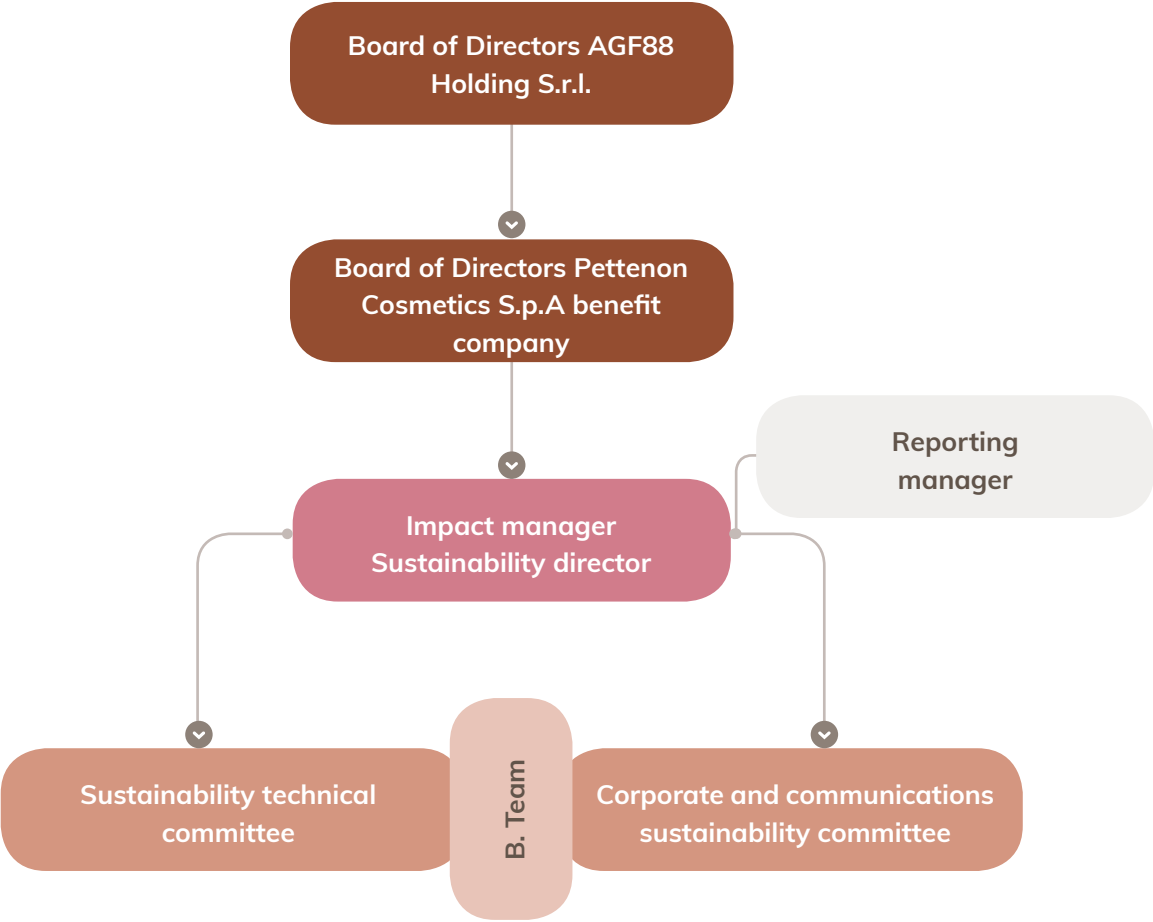 Board of Directors AGF88
Holding S.r.l.
Board of Directors Pettenon
Cosmetics S.p.A benefit
company
Reporting
manager
Impact manager
Sustainability director
Sustainability technical
committee
B. Team
Corporate and communications
sustainability committee